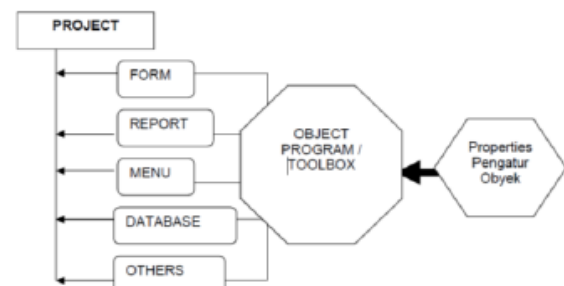 PROJECT
FORM
REPORT
MENU
DATABASE
OTHERS
OBJECT
PROGRAM /
TOOLBOX
Properties
Pengatur
Obyek